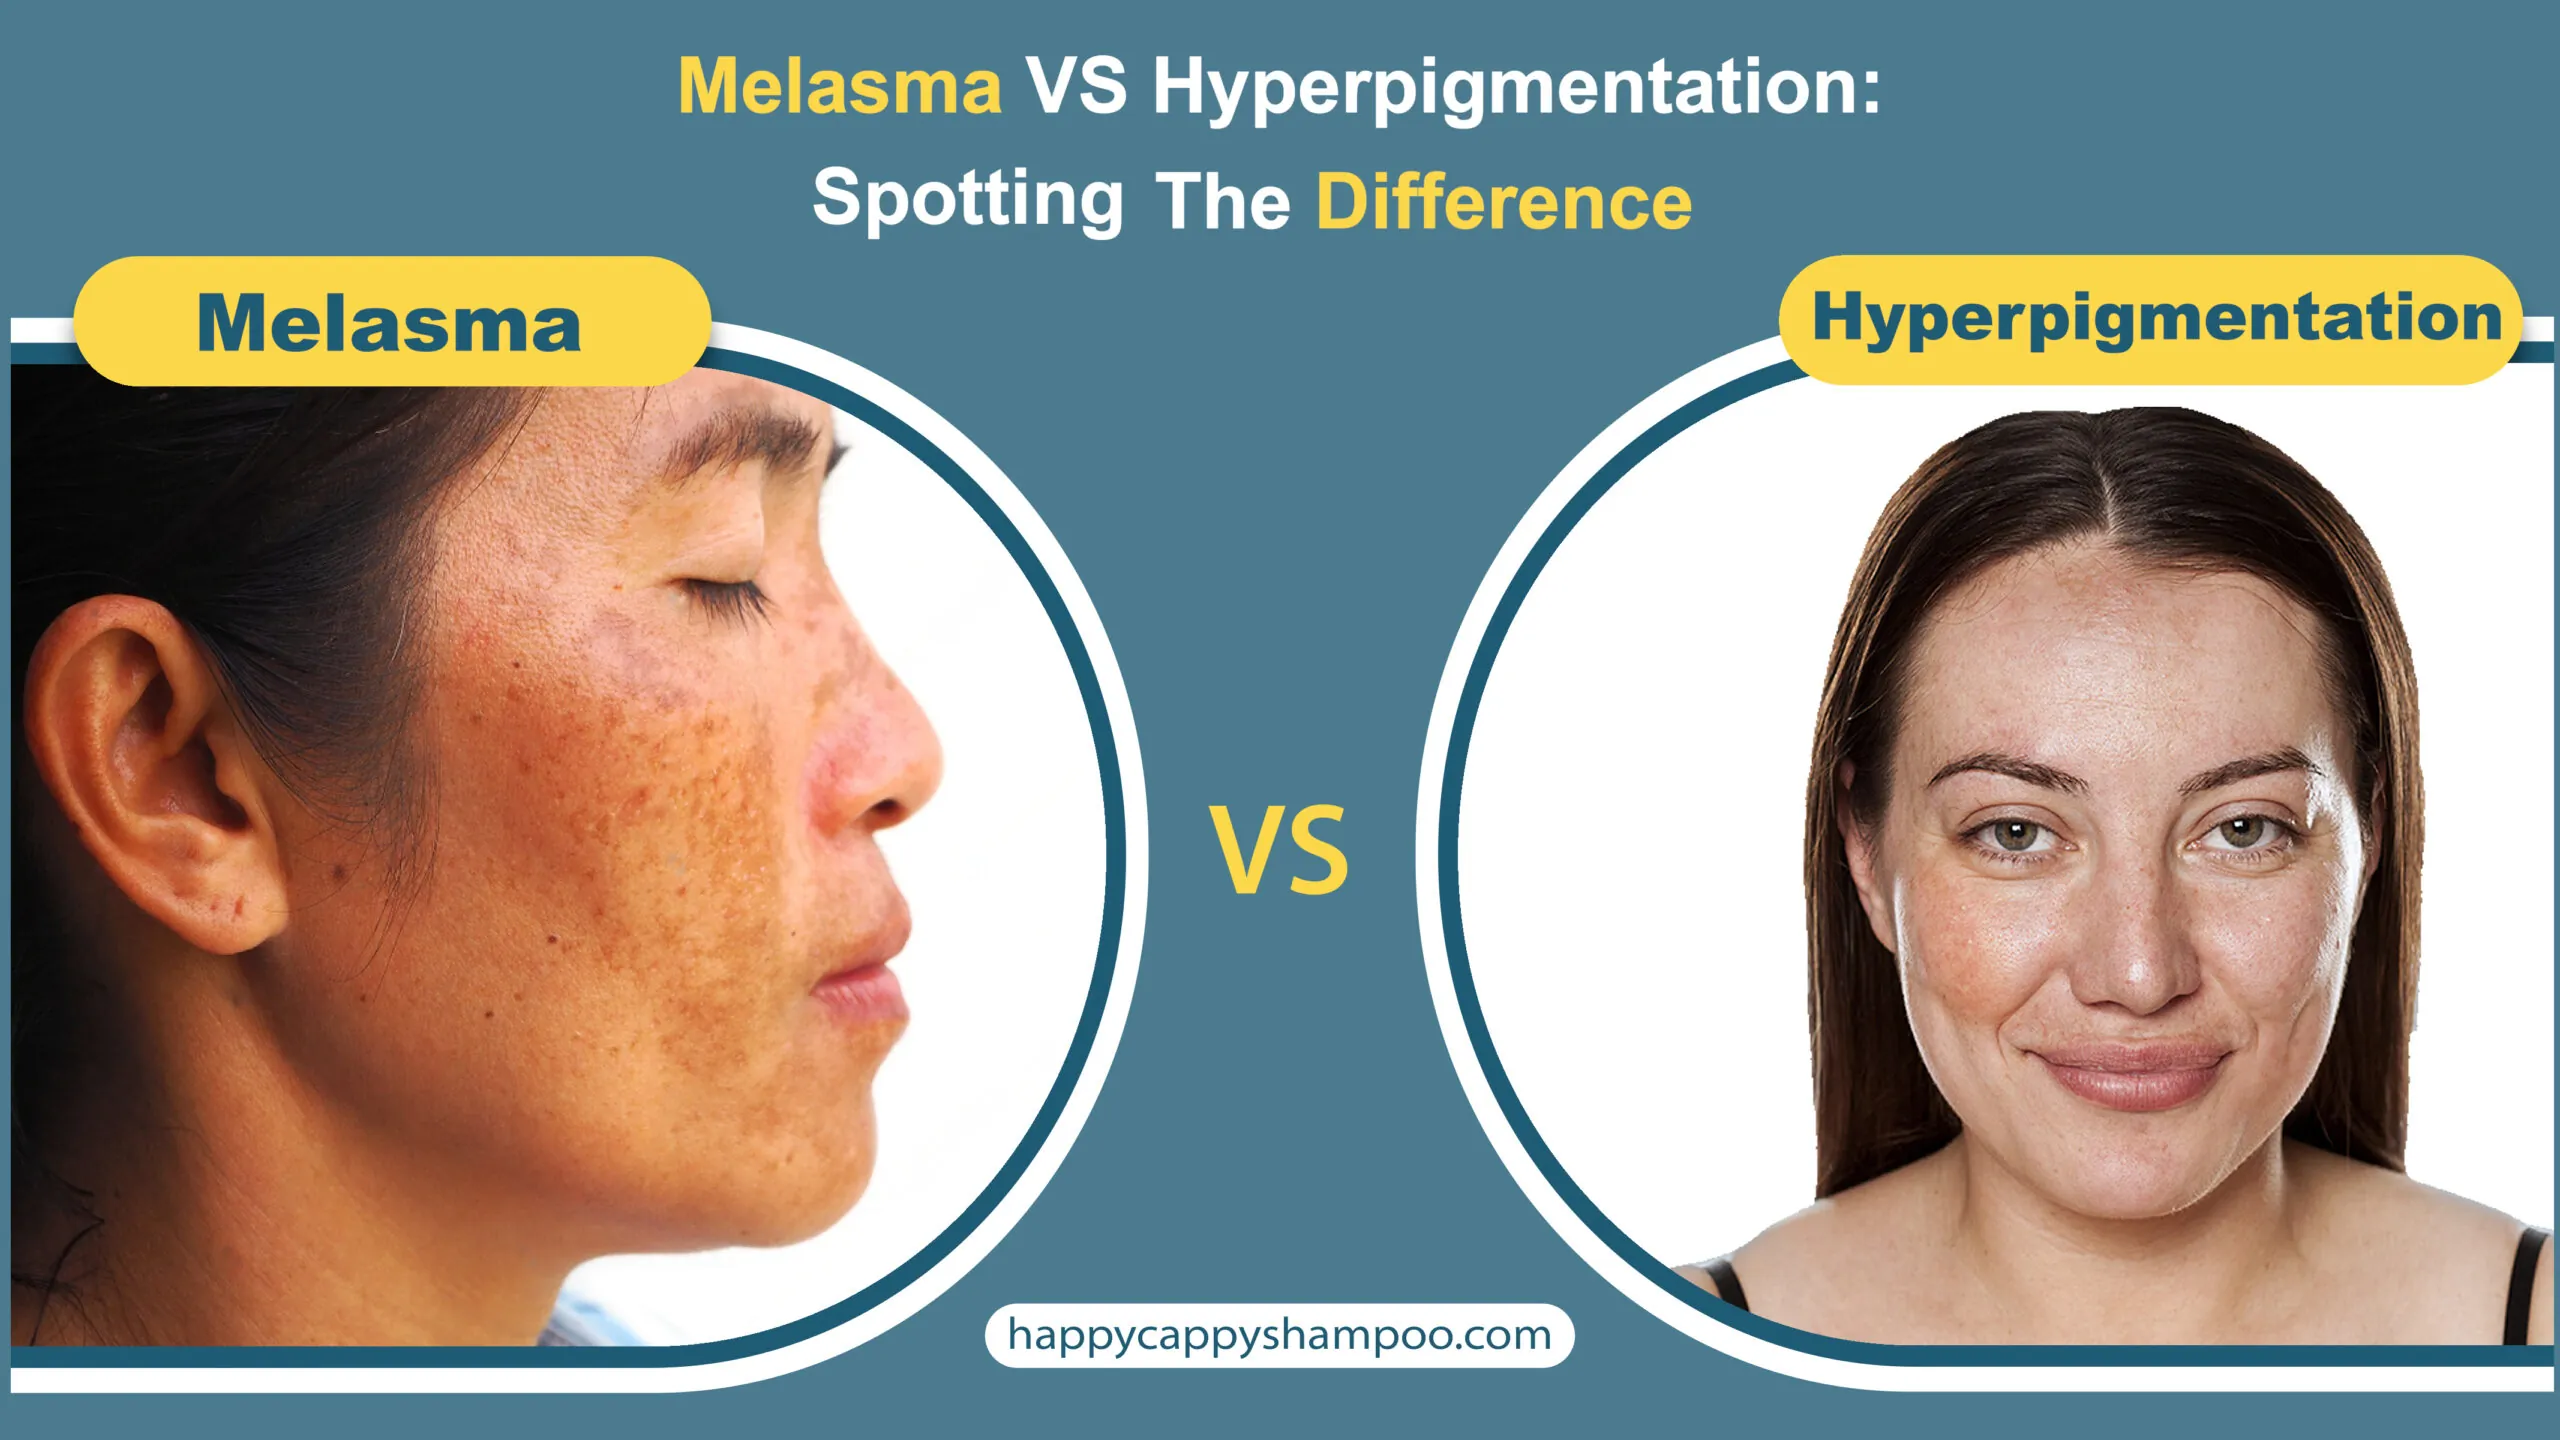 Melasma VS Hyperpigmentation:
Spotting The Difference
Melasma
Hyperpigmentation
VS
happycappyshampoo.com